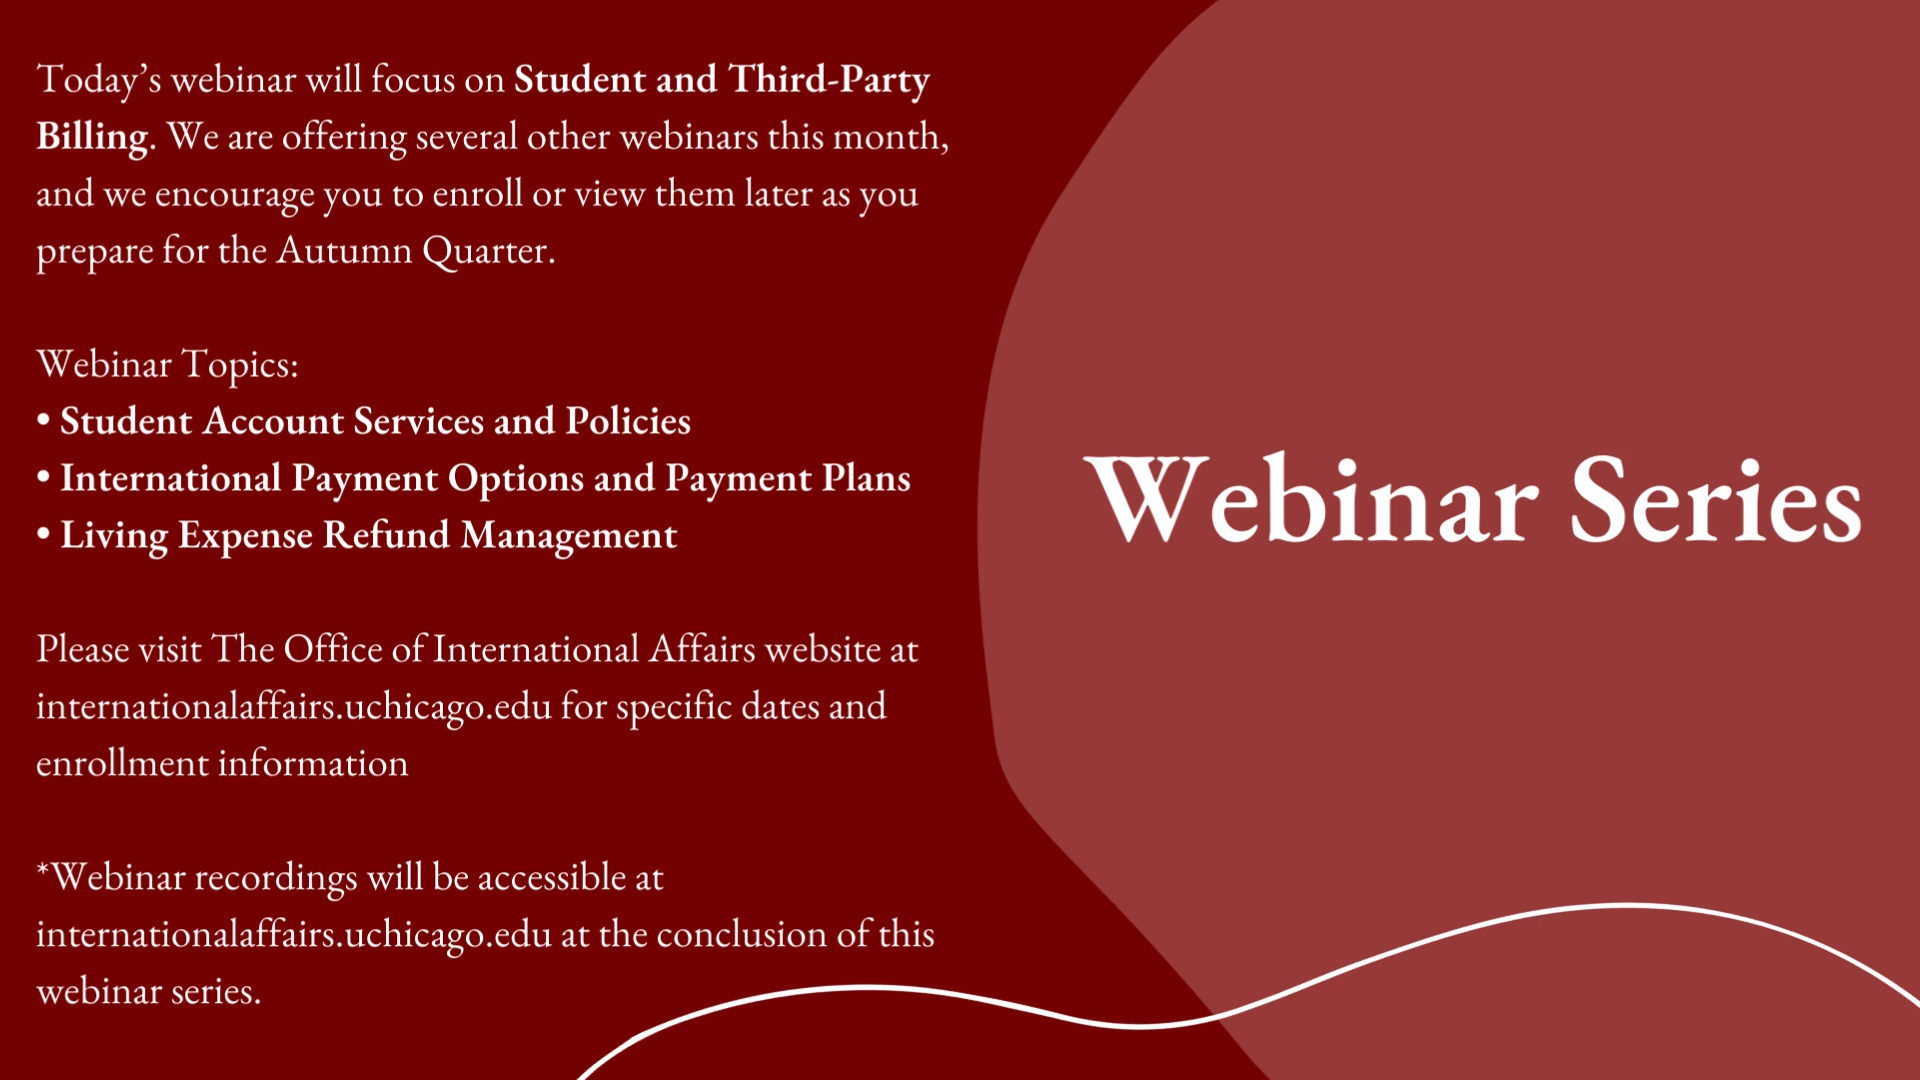 Today’s webinar will focus on Student and Third-Party
Billing. We are offering several other webinars this month,
and we encourage you to enroll or view them later as you
prepare for the Autumn Quarter.
Webinar Topics:
• Student Account Services and Policies
• International Payment Options and Payment Plans
• Living Expense Refund Management
Please visit The Office of International Affairs website at
internationalaffairs.uchicago.edu for specific dates and
enrollment information
*Webinar recordings will be accessible at
internationalaffairs.uchicago.edu at the conclusion of this
webinar series.
Webinar Series